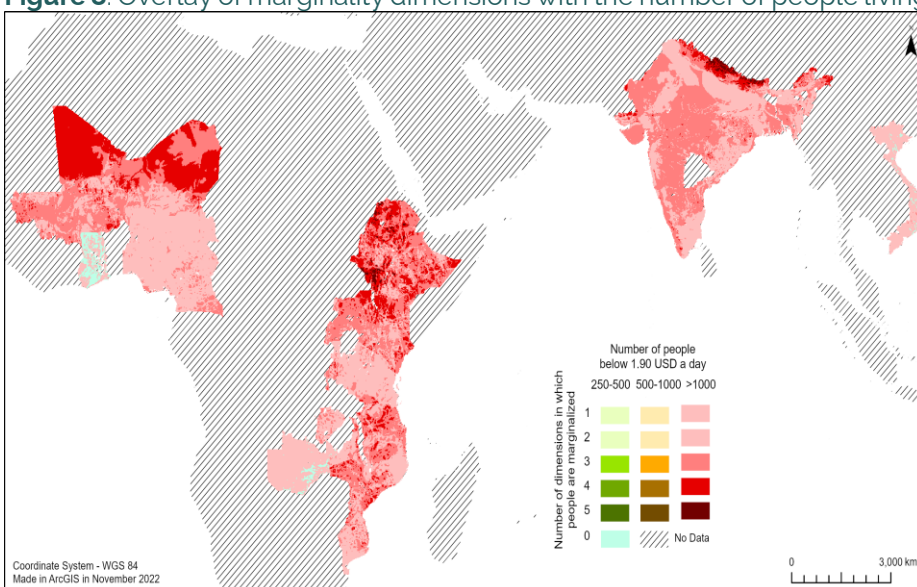 Figure 3. Overlay of marginality dimensions with the number of people living
Number of people
below 1.90 USD a day
250-500 500-1000 >1000
Number of dimensions in which
people are marginalized
1
2
3
4
5
0
No Data
Coordinate System - WGS 84
Made in ArcGIS in November 2022
0 3,000 km